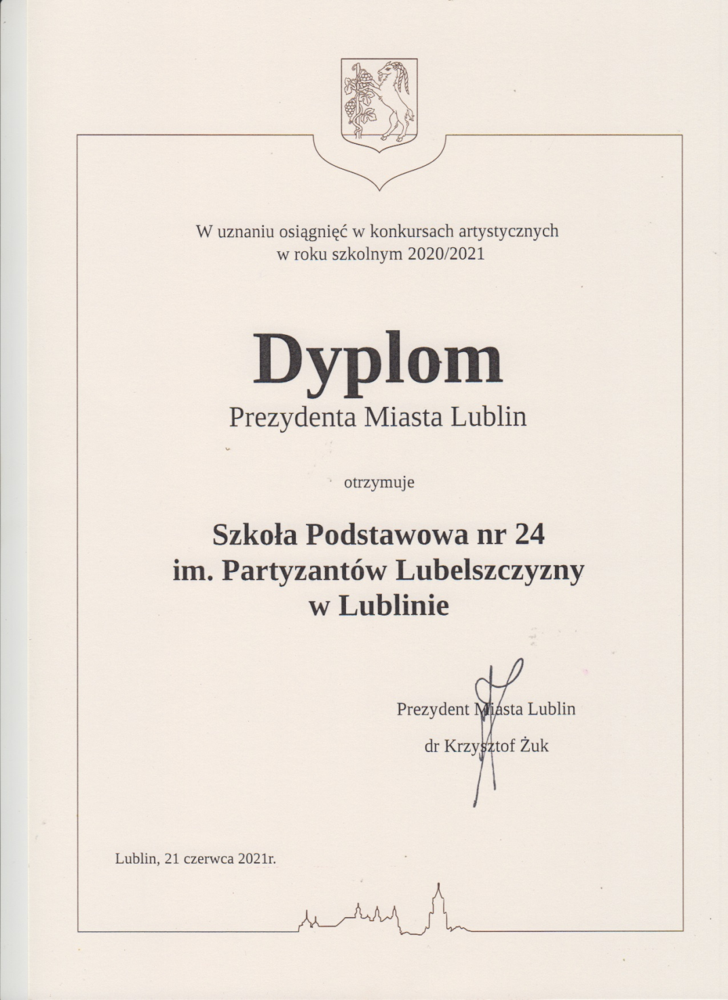 W uznaniu osiągnięć w konkursach artystycznych
w roku szkolnym 2020/2021
Dyplom
Prezydenta Miasta Lublin
otrzymuje
Szkoła Podstawowa nr 24
im. Partyzantów Lubelszczyzny
w Lublinie
Prezydent Miasta Lublin
dr Krzysztof Żuk
Lublin, 21 czerwca 2021r.